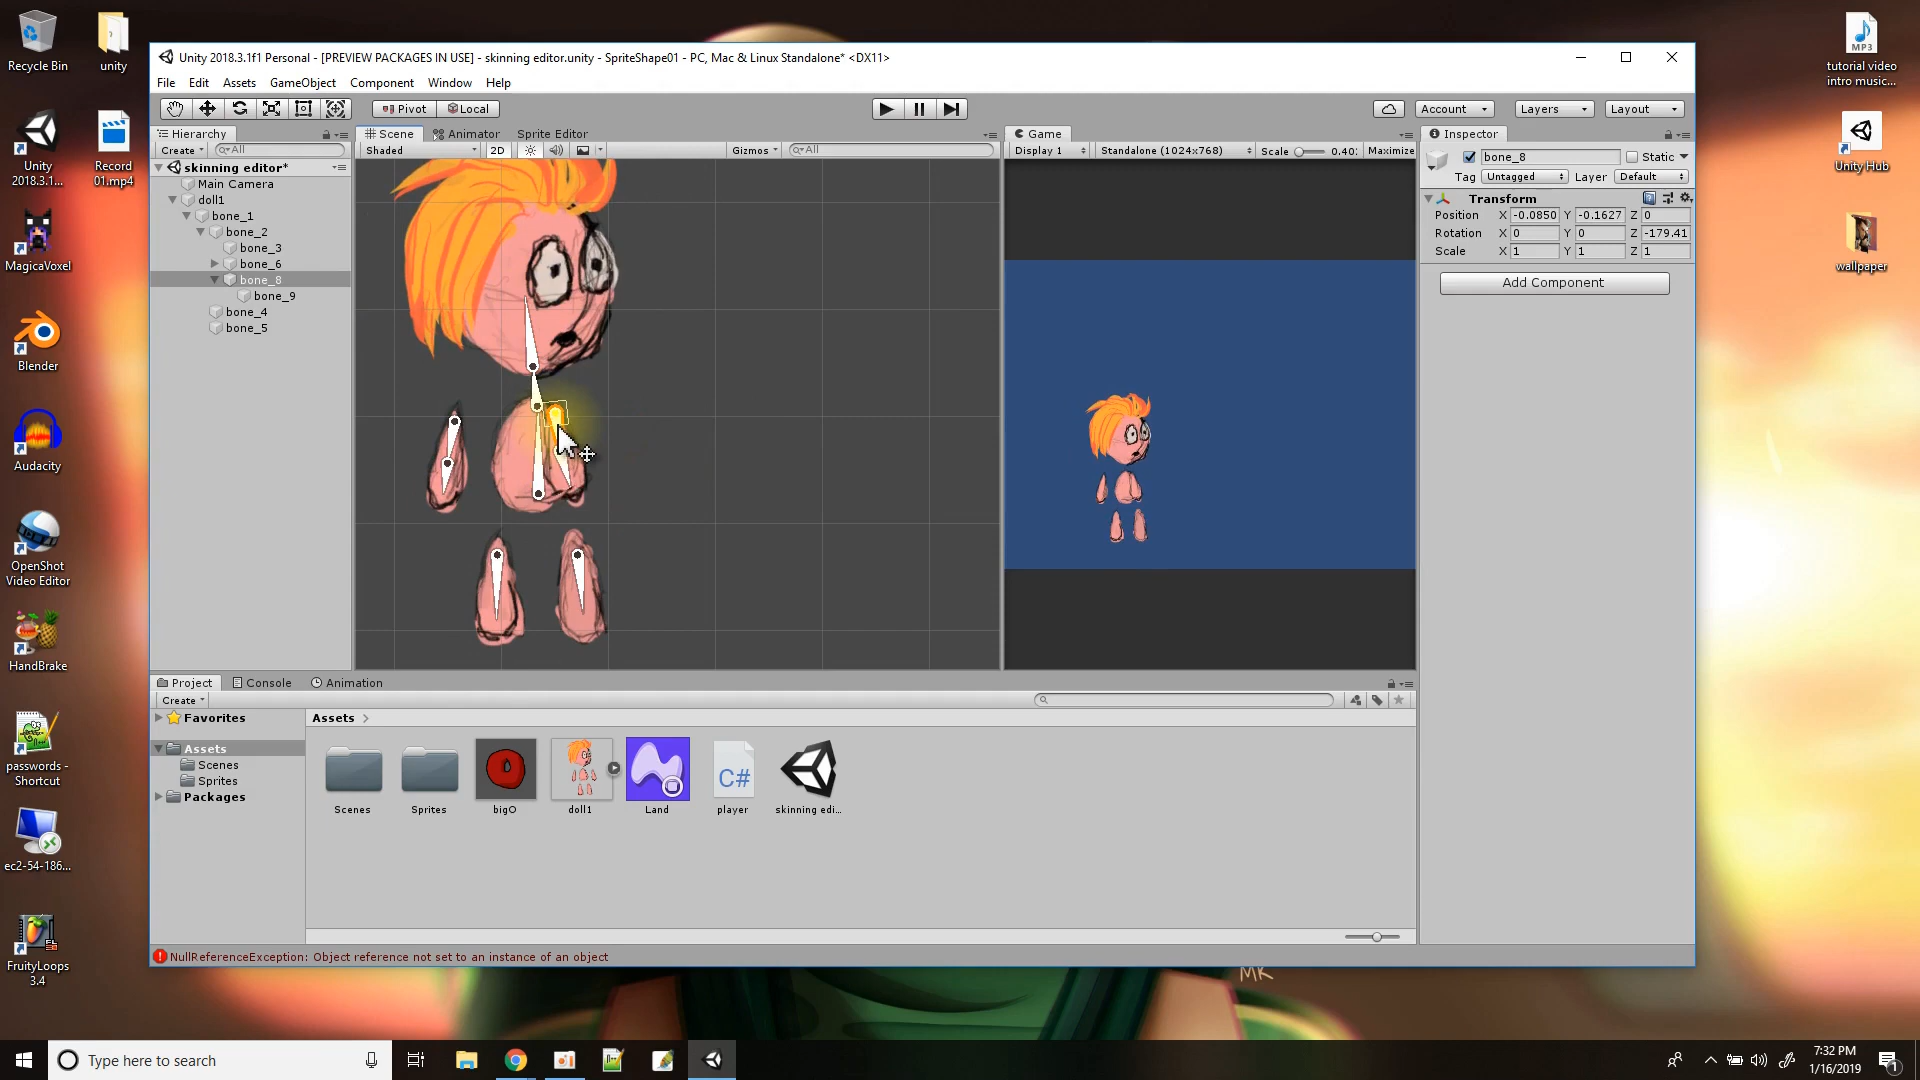 Recycle Bin
unity
Unity 2018.3.1...
Record 01.mp4
MagicaVoxel
Blender
Audacity
OpenShot Video Editor
HandBrake
passwords - Shortcut
ec2-54-186...
FruityLoops 3.4
tutorial video intro music...
MP3
Unity Hub
wallpaper
Unity 2018.3.1f1 Personal - [PREVIEW PACKAGES IN USE] - skinning editor.unity - SpriteShape01 - PC, Mac & Linux Standalone* <DX11>
File Edit Assets GameObject Component Window Help
Pivot Local
Account Layers Layout
Hierarchy
Create All
skinning editor*
Main Camera
doll1
bone_1
bone_2
bone_3
bone_6
bone_8
bone_9
bone_4
bone_5
Scene Animator Sprite Editor
Shaded 2D Gizmos All
Game
Display 1 Standalone (1024x768) Scale 0.40: Maximize
Inspector
bone_8 Static
Tag Untagged Layer Default
Transform
Position X -0.0850 Y -0.1627 Z 0
Rotation X 0 Y 0 Z -179.41
Scale X 1 Y 1 Z 1
Add Component
Project Console Animation
Create
Favorites
Assets
Scenes
Sprites
Packages
Assets
Scenes Sprites bigO doll1 Land player skinning edi...
C#
NullReferenceException: Object reference not set to an instance of an object
MK
Type here to search
7:32 PM
1/16/2019
1